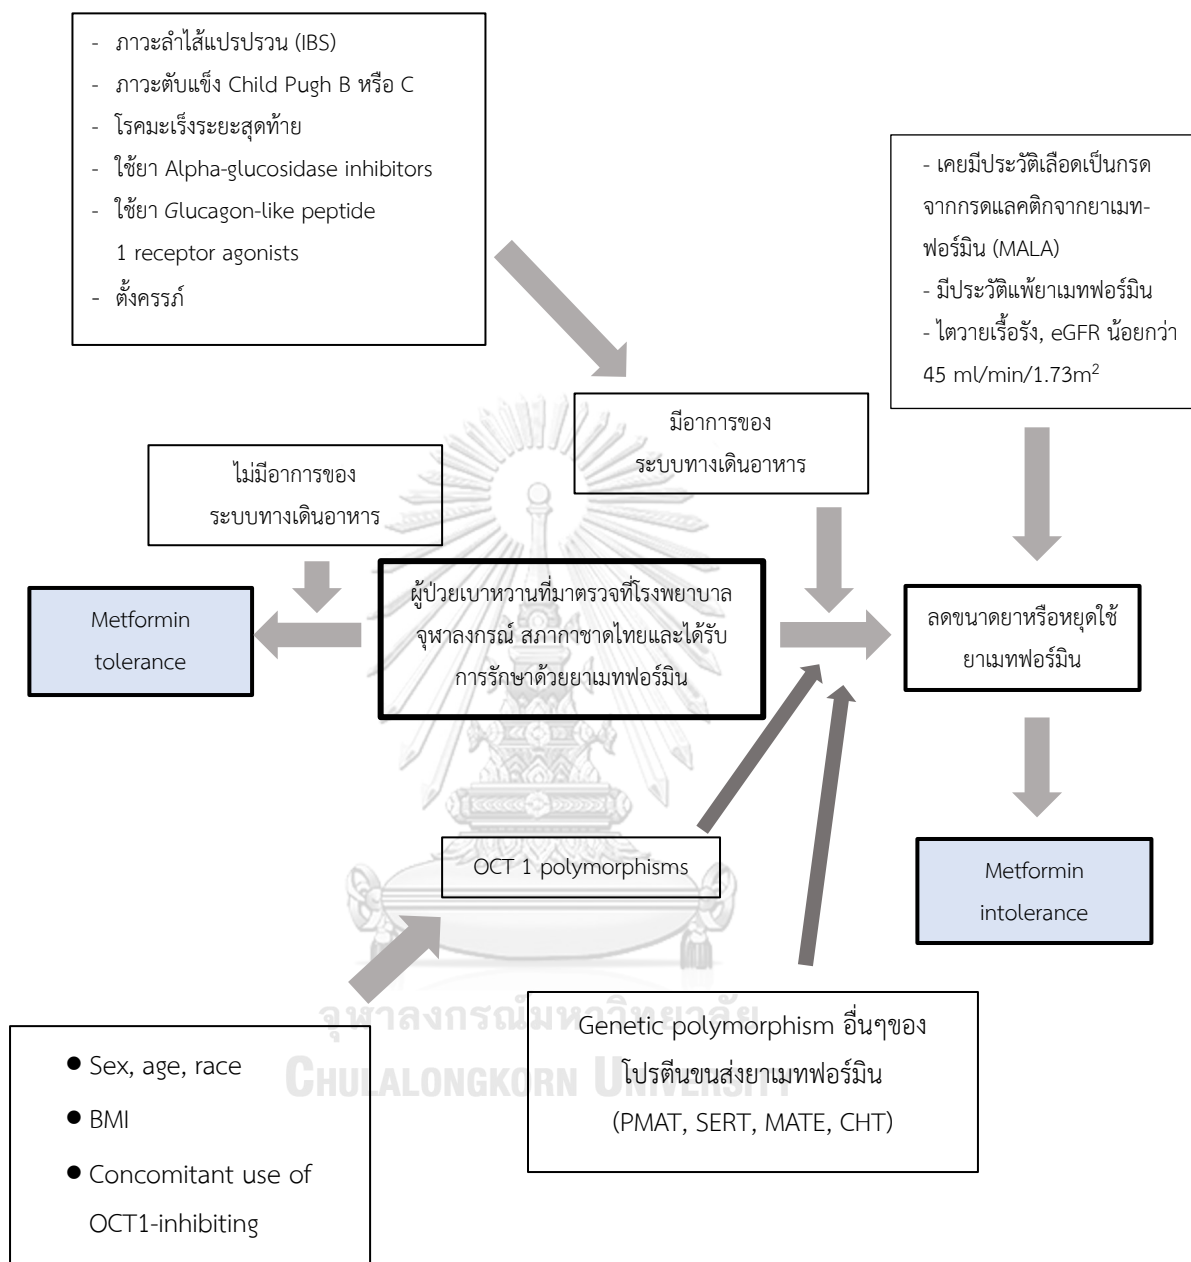 - ภาวะลำไส้แปรปรวน (IBS)
- ภาวะตับแข็ง Child Pugh B หรือ C
- โรคมะเร็งระยะสุดท้าย
- ใช้ยา Alpha-glucosidase inhibitors
- ใช้ยา Glucagon-like peptide
1 receptor agonists
- ตั้งครรภ์
- เคยมีประวัติเลือดเป็นกรด
จากกรดแลคติกจากยาเมท-
ฟอร์มิน (MALA)
- มีประวัติแพ้ยาเมทฟอร์มิน
- ไตวายเรื้อรัง, eGFR น้อยกว่า
45 ml/min/1.73m²
มีอาการของ
ระบบทางเดินอาหาร
ไม่มีอาการของ
ระบบทางเดินอาหาร
Metformin
tolerance
ผู้ป่วยเบาหวานที่มาตรวจที่โรงพยาบาล
จุฬาลงกรณ์ สภากาชาดไทยและได้รับ
การรักษาด้วยยาเมทฟอร์มิน
ลดขนาดยาหรือหยุดใช้
ยาเมทฟอร์มิน
OCT 1 polymorphisms
Metformin
intolerance
จุฬาลงกรณ์มหาวิทยาลัย
CHULALONGKORN UNIVERSITY
● Sex, age, race
● BMI
● Concomitant use of
OCT1-inhibiting
Genetic polymorphism อื่นๆของ
โปรตีนขนส่งยาเมทฟอร์มิน
(PMAT, SERT, MATE, CHT)